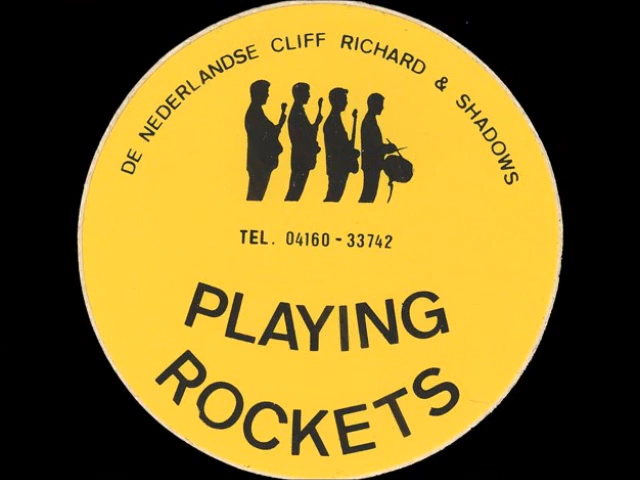 DE NEDERLANDSE CLIFF RICHARD & SHADOWS
TEL. 04160-33742
PLAYING
ROCKETS